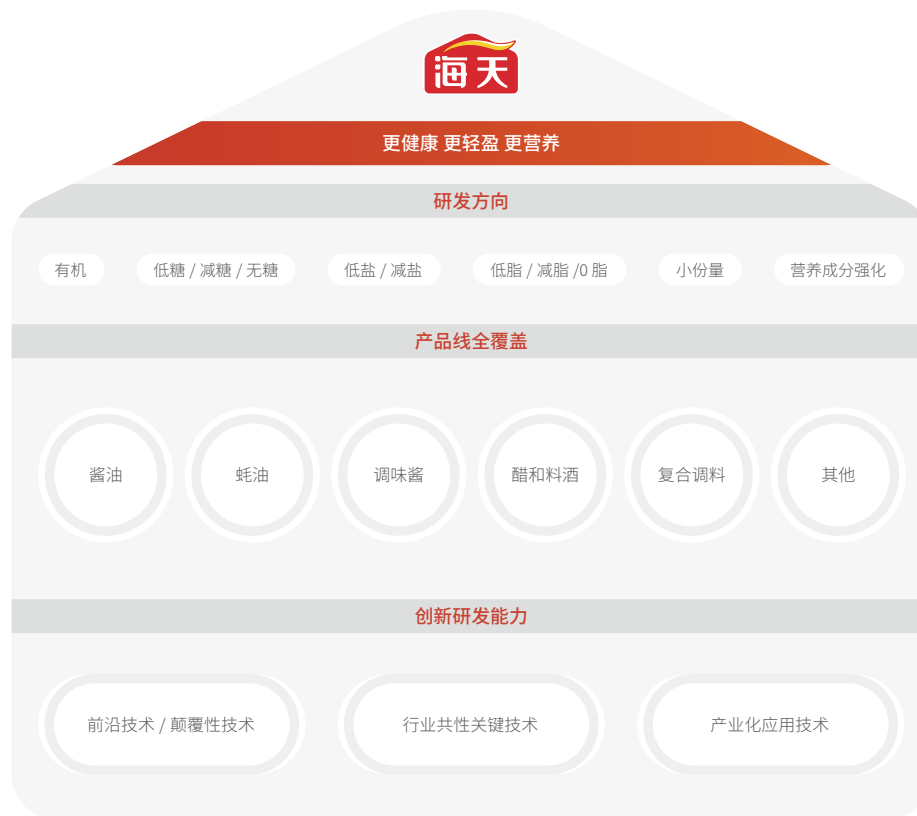 海天
更健康 更轻盈 更营养
研发方向
有机
低糖 / 减糖 / 无糖
低盐 / 减盐
低脂 / 减脂 /0 脂
小份量
营养成分强化
产品线全覆盖
酱油
蚝油
调味酱
醋和料酒
复合调料
其他
创新研发能力
前沿技术 / 颠覆性技术
行业共性关键技术
产业化应用技术